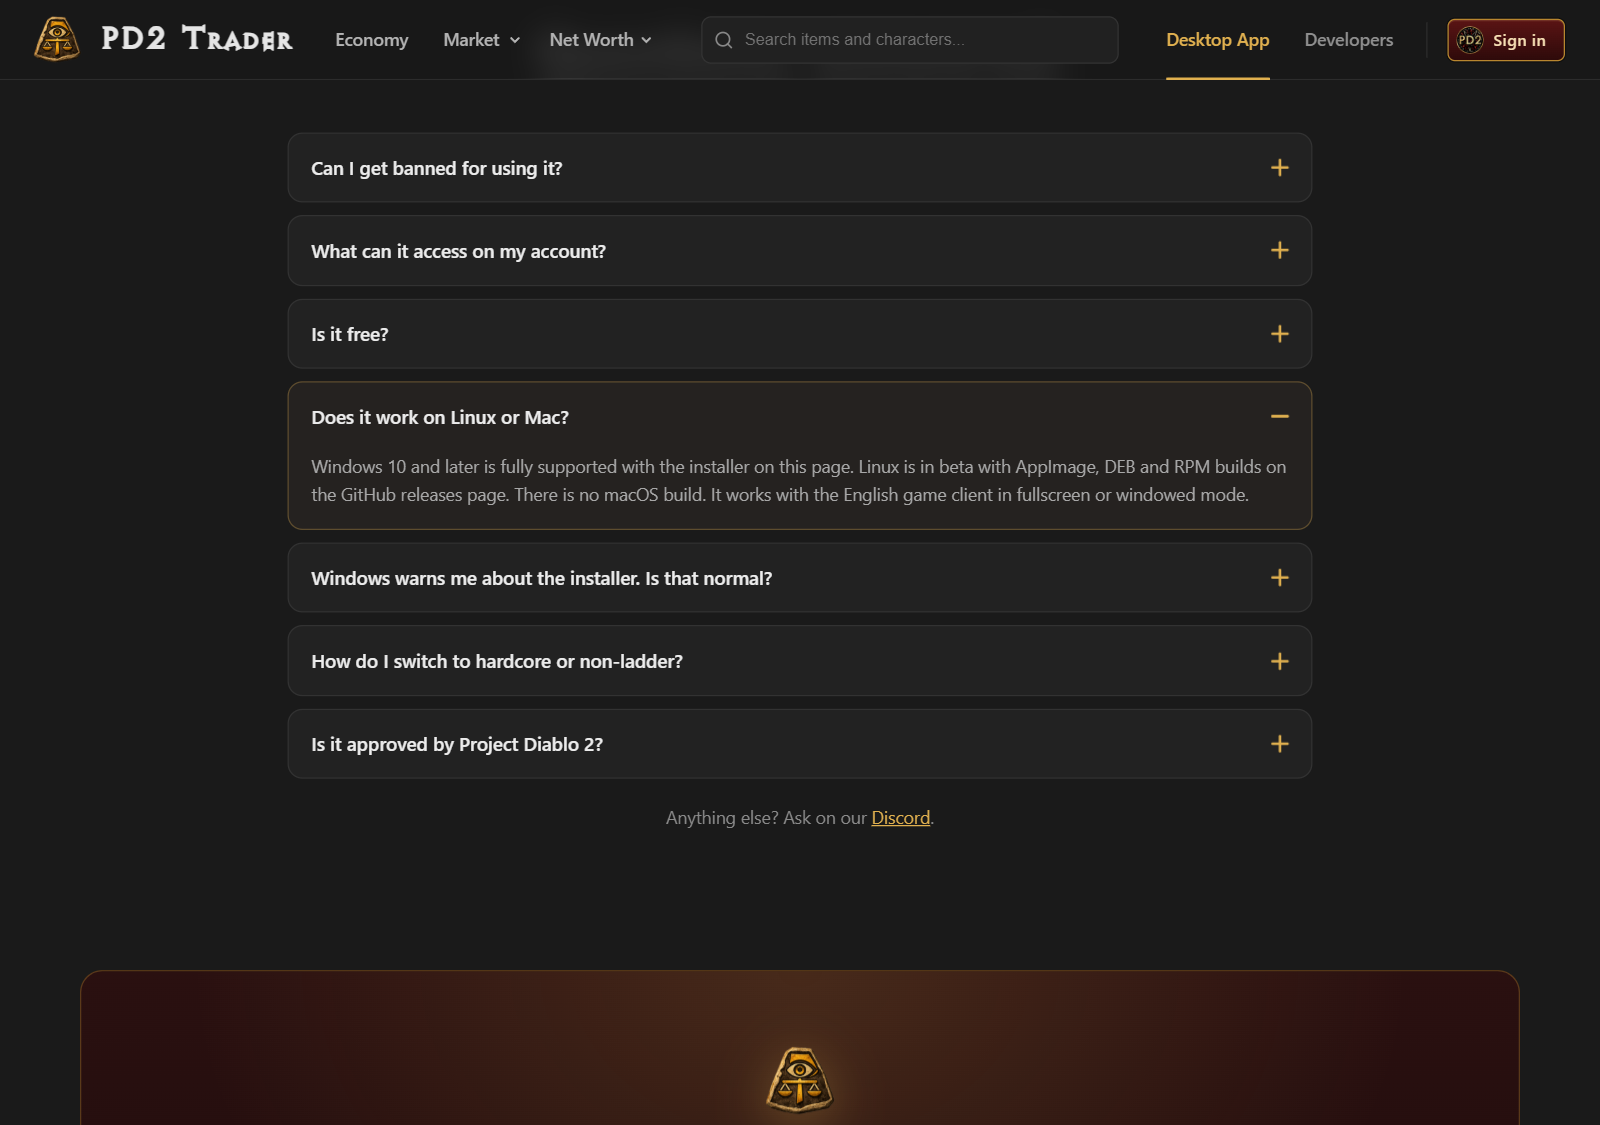 PD2 Trader
Economy
Market
Net Worth
Search items and characters...
Desktop App
Developers
PD2
Sign in
Can I get banned for using it?
What can it access on my account?
Is it free?
Does it work on Linux or Mac?
Windows 10 and later is fully supported with the installer on this page. Linux is in beta with AppImage, DEB and RPM builds on
the GitHub releases page. There is no macOS build. It works with the English game client in fullscreen or windowed mode.
Windows warns me about the installer. Is that normal?
How do I switch to hardcore or non-ladder?
Is it approved by Project Diablo 2?
Anything else? Ask on our Discord.